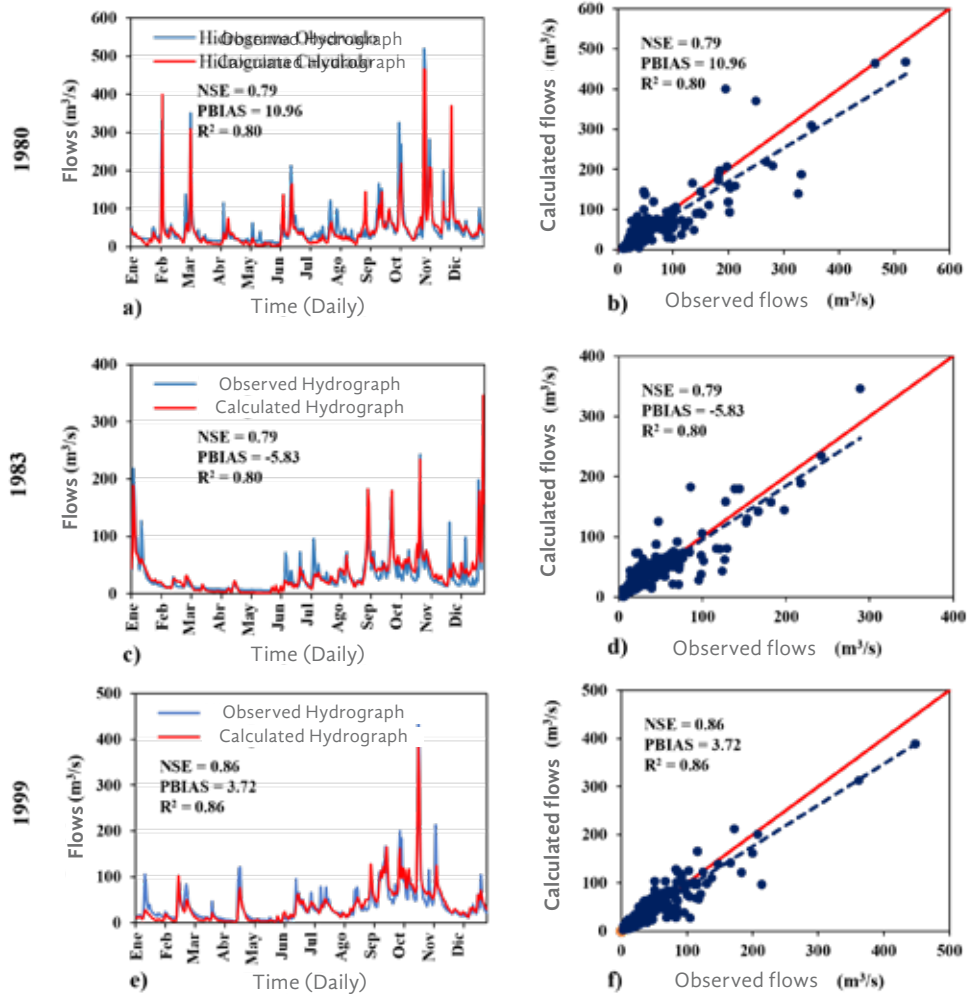 1980
Flows (m³/s)
600
500
400
300
200
100
0
Observed Hydrograph
Calculated Hydrograph
NSE = 0.79
PBIAS = 10.96
R² = 0.80
Ene Feb Mar Abr May Jun Jul Ago Sep Oct Nov Dic
a) Time (Daily)
Calculated flows (m³/s)
600
500
400
300
200
100
0
NSE = 0.79
PBIAS = 10.96
R² = 0.80
0 100 200 300 400 500 600
b) Observed flows (m³/s)
1983
Flows (m³/s)
400
300
200
100
0
Observed Hydrograph
Calculated Hydrograph
NSE = 0.79
PBIAS = -5.83
R² = 0.80
Ene Feb Mar Abr May Jun Jul Ago Sep Oct Nov Dic
c) Time (Daily)
Calculated flows (m³/s)
400
300
200
100
0
NSE = 0.79
PBIAS = -5.83
R² = 0.80
0 100 200 300 400
d) Observed flows (m³/s)
1999
Flows (m³/s)
500
400
300
200
100
0
Observed Hydrograph
Calculated Hydrograph
NSE = 0.86
PBIAS = 3.72
R² = 0.86
Ene Feb Mar Abr May Jun Jul Ago Sep Oct Nov Dic
e) Time (Daily)
Calculated flows (m³/s)
500
400
300
200
100
0
NSE = 0.86
PBIAS = 3.72
R² = 0.86
0 100 200 300 400 500
f) Observed flows (m³/s)